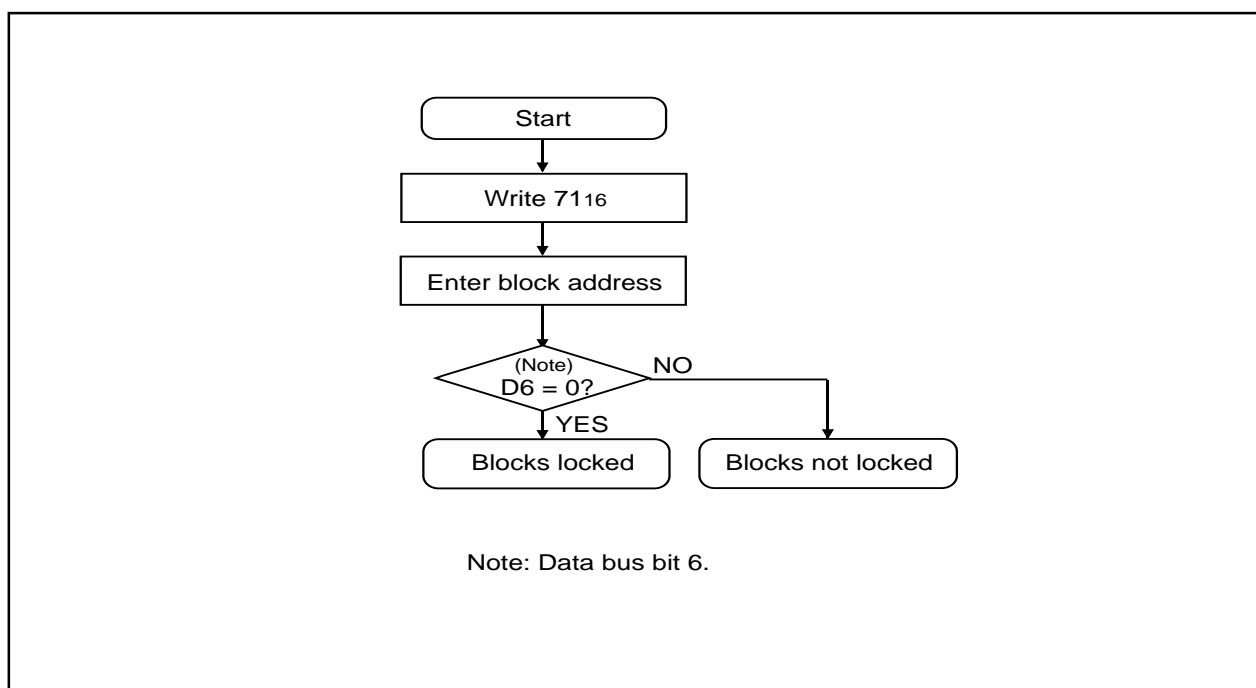 Start
Write 7116
Enter block address
(Note)
D6 = 0?
NO
YES
Blocks locked
Blocks not locked
Note: Data bus bit 6.